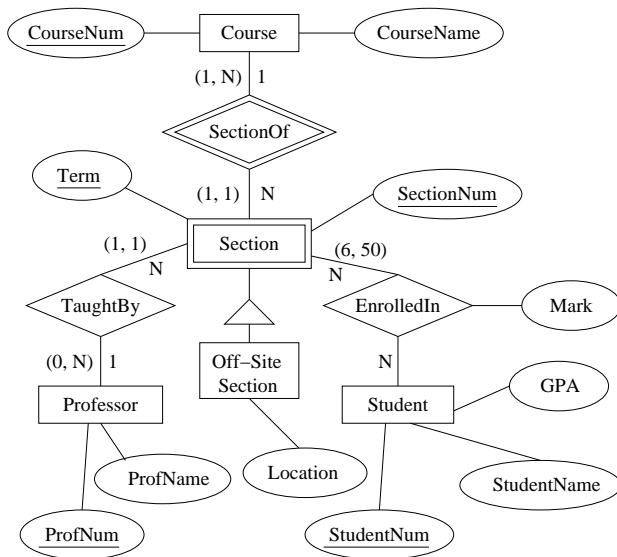 CourseNum
Course
CourseName
(1, N)
1
SectionOf
Term
(1, 1)
N
SectionNum
(1, 1)
N
Section
(6, 50)
N
TaughtBy
EnrolledIn
Mark
(0, N)
1
Off−Site
Section
N
Professor
Student
GPA
ProfName
Location
StudentName
ProfNum
StudentNum